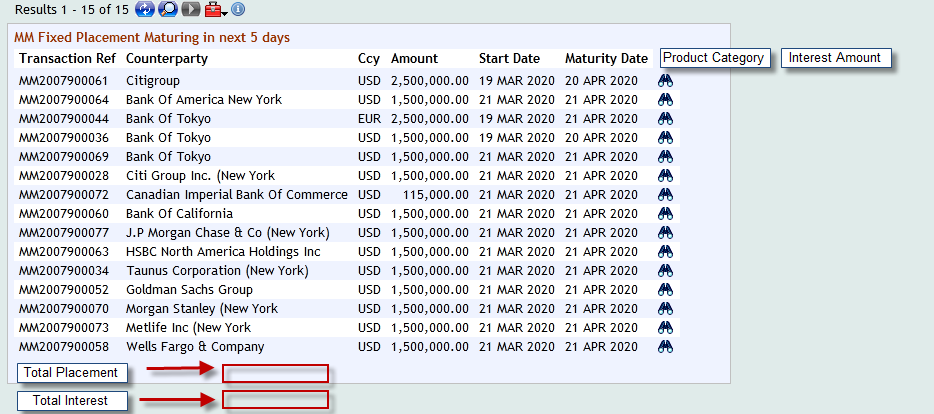 Results 1 - 15 of 15
MM Fixed Placement Maturing in next 5 days
Transaction Ref Counterparty Ccy Amount Start Date Maturity Date Product Category Interest Amount
MM2007900061 Citigroup USD 2,500,000.00 19 MAR 2020 20 APR 2020
MM2007900064 Bank Of America New York USD 1,500,000.00 21 MAR 2020 21 APR 2020
MM2007900044 Bank Of Tokyo EUR 2,500,000.00 19 MAR 2020 21 APR 2020
MM2007900036 Bank Of Tokyo USD 1,500,000.00 19 MAR 2020 20 APR 2020
MM2007900069 Bank Of Tokyo USD 1,500,000.00 21 MAR 2020 21 APR 2020
MM2007900028 Citi Group Inc. (New York USD 1,500,000.00 21 MAR 2020 21 APR 2020
MM2007900072 Canadian Imperial Bank Of Commerce USD 115,000.00 21 MAR 2020 21 APR 2020
MM2007900060 Bank Of California USD 1,500,000.00 21 MAR 2020 21 APR 2020
MM2007900077 J.P Morgan Chase & Co (New York) USD 1,500,000.00 21 MAR 2020 21 APR 2020
MM2007900063 HSBC North America Holdings Inc USD 1,500,000.00 21 MAR 2020 21 APR 2020
MM2007900034 Taunus Corporation (New York) USD 1,500,000.00 21 MAR 2020 21 APR 2020
MM2007900052 Goldman Sachs Group USD 1,500,000.00 21 MAR 2020 21 APR 2020
MM2007900070 Morgan Stanley (New York USD 1,500,000.00 21 MAR 2020 21 APR 2020
MM2007900073 Metlife Inc (New York USD 1,500,000.00 21 MAR 2020 21 APR 2020
MM2007900058 Wells Fargo & Company USD 1,500,000.00 21 MAR 2020 21 APR 2020
Total Placement
Total Interest